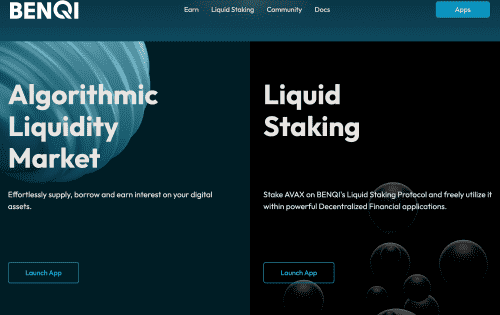 BENQI
Earn
Liquid Staking
Community
Docs
Apps
Algorithmic
Liquidity
Market
Effortlessly supply, borrow and earn interest on your digital
assets.
Launch App
Liquid
Staking
Stake AVAX on BENQI's Liquid Staking Protocol and freely utilize it
within powerful Decentralized Financial applications.
Launch App